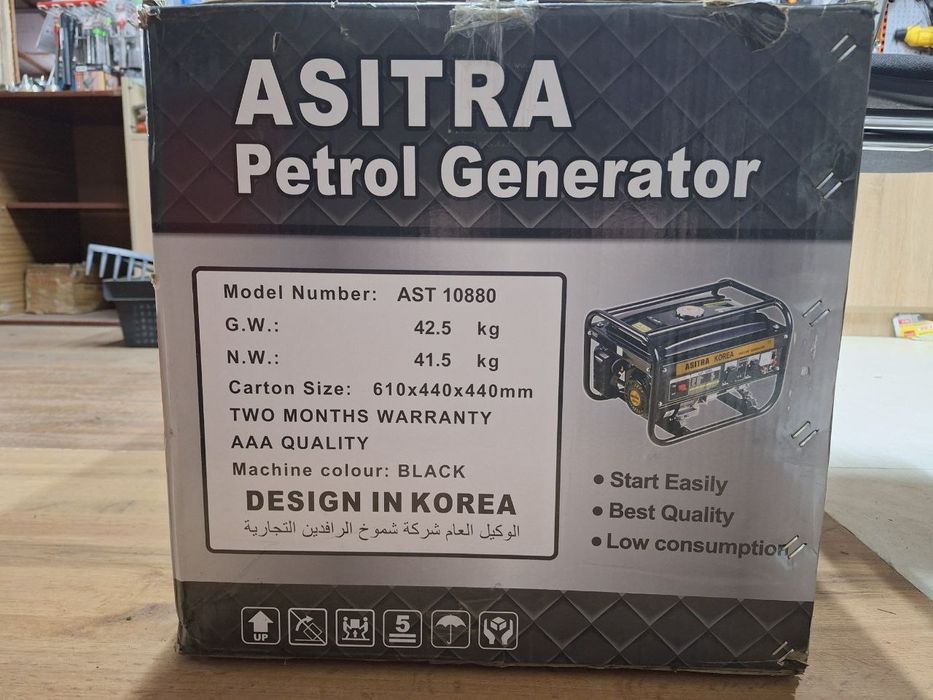 ASITRA
Petrol Generator
Model Number: AST 10880
G.W.: 42.5 kg
N.W.: 41.5 kg
Carton Size: 610x440x440mm
TWO MONTHS WARRANTY
AAA QUALITY
Machine colour: BLACK
DESIGN IN KOREA
الوكيل العام شركة شموخ الرافدين التجارية
ASITRA KOREA
• Start Easily
• Best Quality
• Low consumption
UP
5